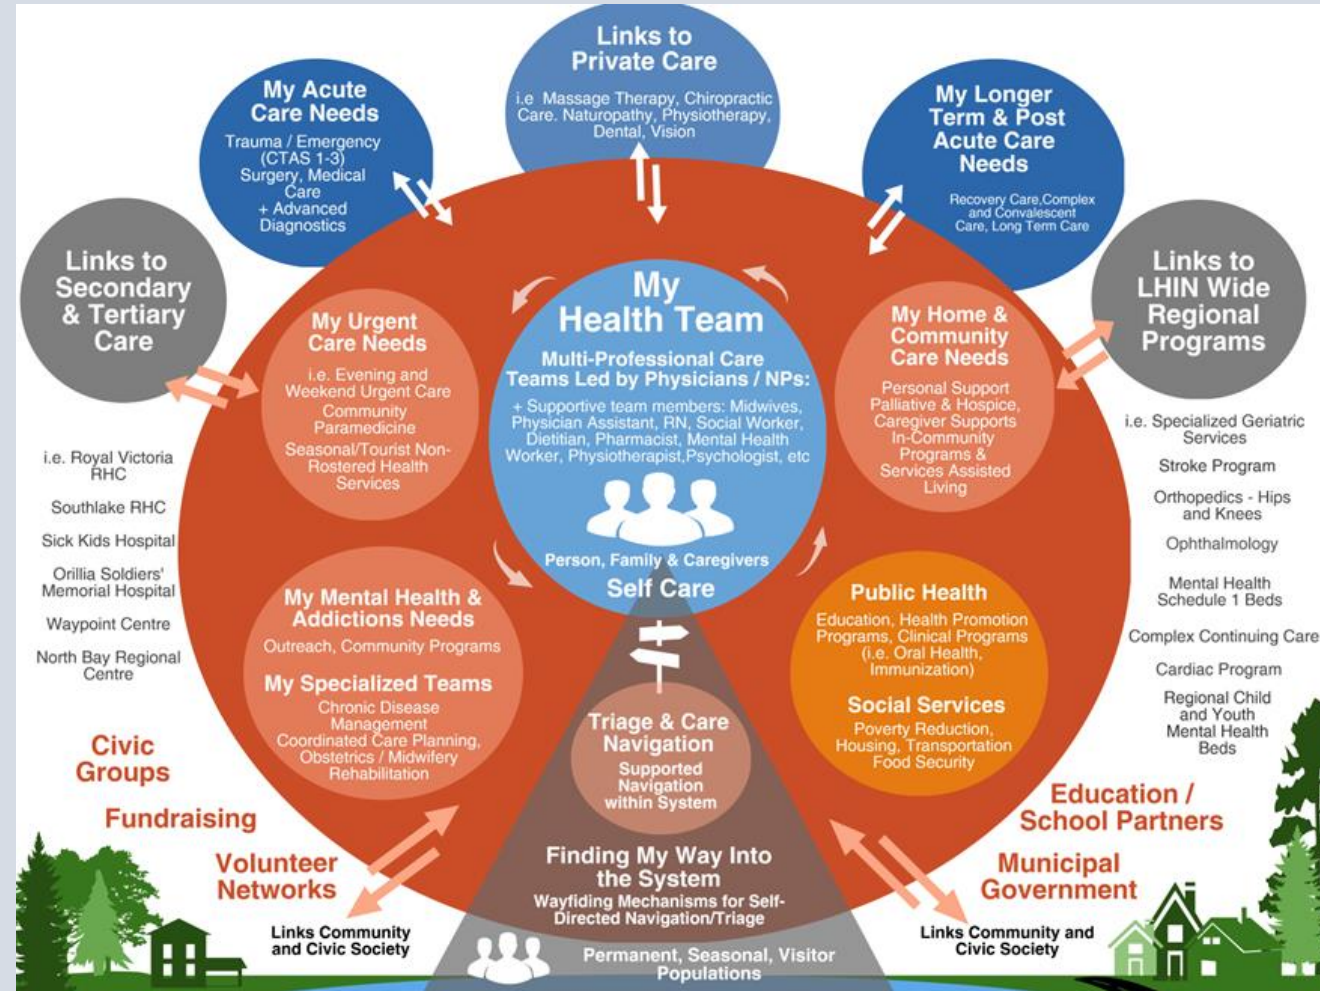 Links to
Private Care
i.e Massage Therapy, Chiropractic
Care. Naturopathy, Physiotherapy,
Dental, Vision
My Acute
Care Needs
Trauma / Emergency
(CTAS 1-3)
Surgery, Medical
Care
+ Advanced
Diagnostics
My Longer
Term & Post
Acute Care
Needs
Recovery Care,Complex
and Convalescent
Care, Long Term Care
Links to
Secondary
& Tertiary
Care
i.e. Royal Victoria
RHC
Southlake RHC
Sick Kids Hospital
Orillia Soldiers'
Memorial Hospital
Waypoint Centre
North Bay Regional
Centre
Links to
LHIN Wide
Regional
Programs
i.e. Specialized Geriatric
Services
Stroke Program
Orthopedics - Hips
and Knees
Ophthalmology
Mental Health
Schedule 1 Beds
Complex Continuing Care
Cardiac Program
Regional Child
and Youth
Mental Health
Beds
My Urgent
Care Needs
i.e. Evening and
Weekend Urgent Care
Community
Paramedicine
Seasonal/Tourist Non-
Rostered Health
Services
My
Health Team
Multi-Professional Care
Teams Led by Physicians / NPs:
+ Supportive team members: Midwives,
Physician Assistant, RN, Social Worker,
Dietitian, Pharmacist, Mental Health
Worker, Physiotherapist,Psychologist, etc
Person, Family & Caregivers
Self Care
My Home &
Community
Care Needs
Personal Support
Palliative & Hospice,
Caregiver Supports
In-Community
Programs &
Services Assisted
Living
My Mental Health &
Addictions Needs
Outreach, Community Programs
My Specialized Teams
Chronic Disease
Management
Coordinated Care Planning,
Obstetrics / Midwifery
Rehabilitation
Public Health
Education, Health Promotion
Programs, Clinical Programs
(i.e. Oral Health,
Immunization)
Social Services
Poverty Reduction,
Housing, Transportation
Food Security
Triage & Care
Navigation
Supported
Navigation
within System
Finding My Way Into
the System
Wayfiding Mechanisms for Self-
Directed Navigation/Triage
Permanent, Seasonal, Visitor
Populations
Civic
Groups
Fundraising
Volunteer
Networks
Links Community
and Civic Society
Education /
School Partners
Municipal
Government
Links Community and
Civic Society